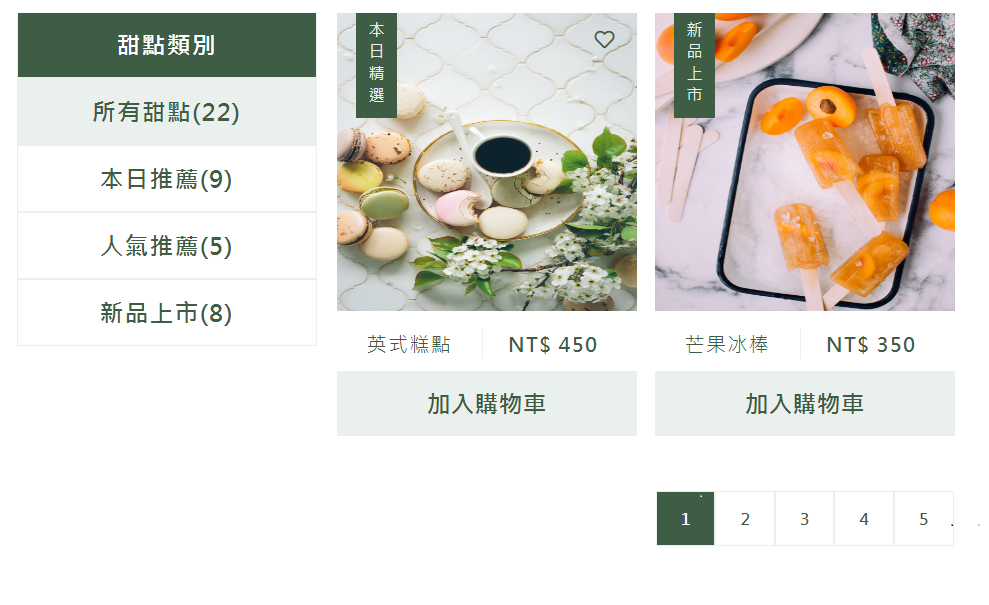 甜點類別
所有甜點(22)
本日推薦(9)
人氣推薦(5)
新品上市(8)
本日精選
英式糕點
NT$ 450
加入購物車
新品上市
芒果冰棒
NT$ 350
加入購物車
1 2 3 4 5